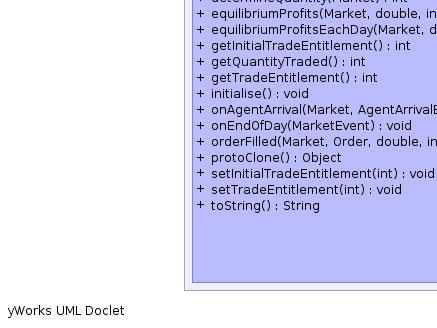 + determineQuantity(Market) : int
+ equilibriumProfits(Market, double, in
+ equilibriumProfitsEachDay(Market, d
+ getInitialTradeEntitlement() : int
+ getQuantityTraded() : int
+ getTradeEntitlement() : int
+ initialise() : void
+ onAgentArrival(Market, AgentArrivalE
+ onEndOfDay(MarketEvent) : void
+ orderFilled(Market, Order, double, in
+ protoClone() : Object
+ setInitialTradeEntitlement(int) : void
+ setTradeEntitlement(int) : void
+ toString() : String
yWorks UML Doclet